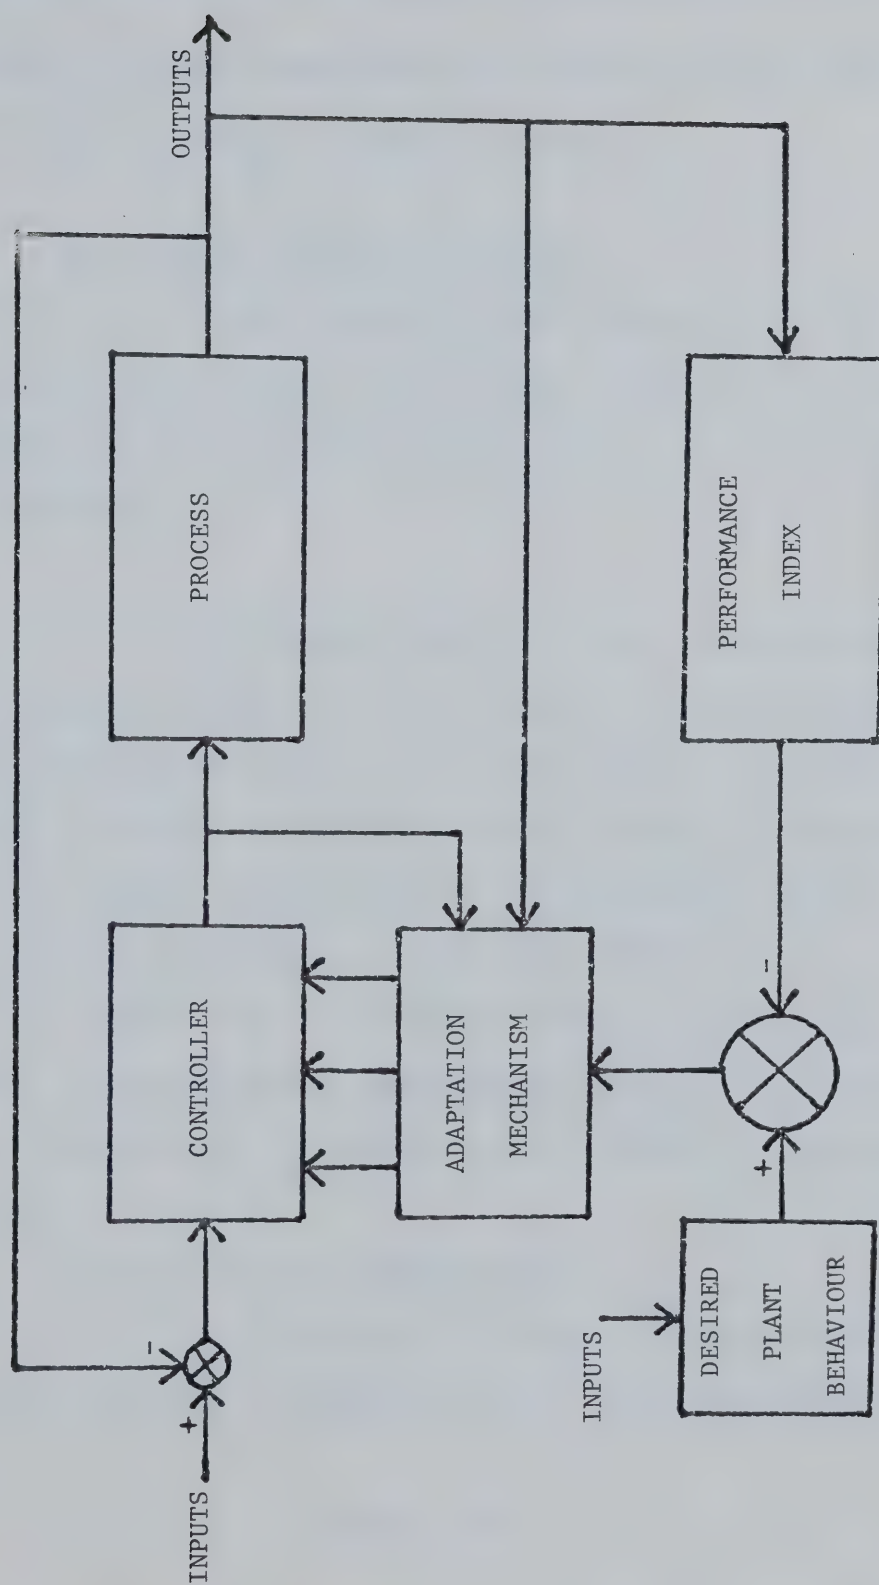 INPUTS
+
-
CONTROLLER
PROCESS
OUTPUTS
ADAPTATION
MECHANISM
INPUTS
DESIRED
PLANT
BEHAVIOUR
+
-
PERFORMANCE
INDEX